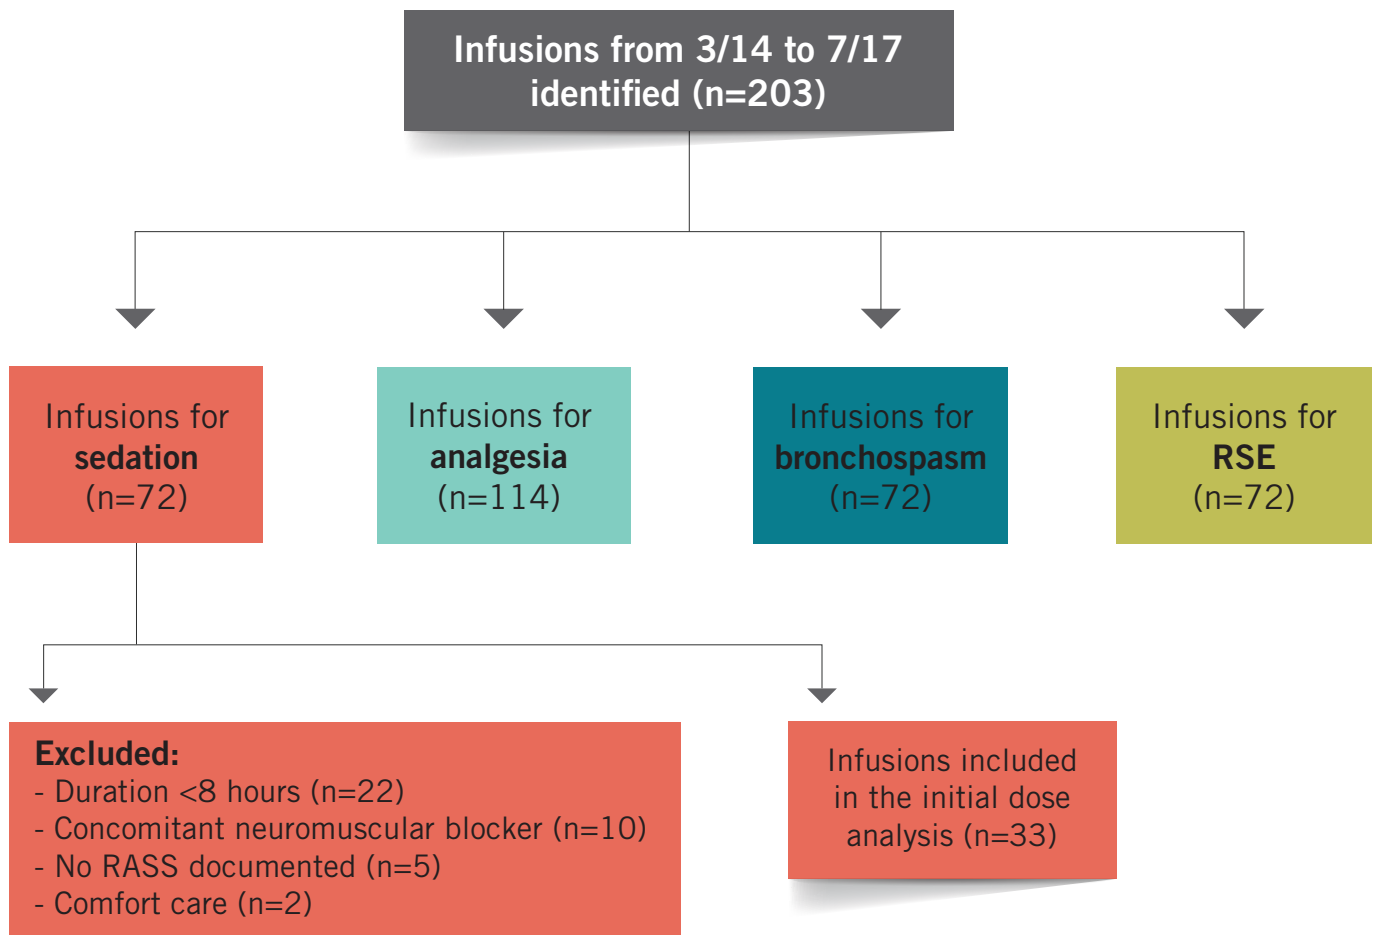 Infusions from 3/14 to 7/17
identified (n=203)
Infusions for
sedation
(n=72)
Infusions for
analgesia
(n=114)
Infusions for
bronchospasm
(n=72)
Infusions for
RSE
(n=72)
Excluded:
- Duration <8 hours (n=22)
- Concomitant neuromuscular blocker (n=10)
- No RASS documented (n=5)
- Comfort care (n=2)
Infusions included
in the initial dose
analysis (n=33)